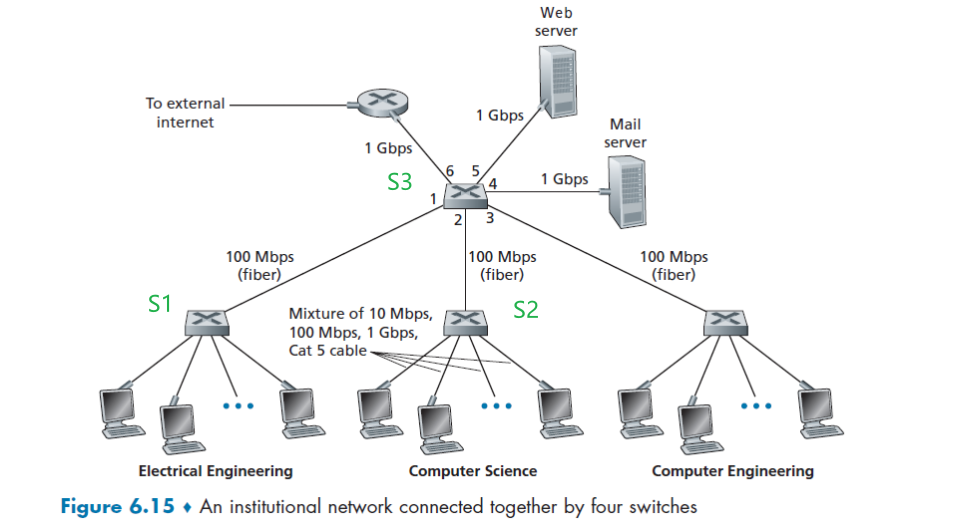 Web
server
To external
internet
1 Gbps
Mail
server
1 Gbps
S3
6 5
4
1 Gbps
1
2 3
100 Mbps
(fiber)
100 Mbps
(fiber)
100 Mbps
(fiber)
S1
Mixture of 10 Mbps,
100 Mbps, 1 Gbps,
Cat 5 cable
S2
Electrical Engineering
Computer Science
Computer Engineering
Figure 6.15 ♦ An institutional network connected together by four switches